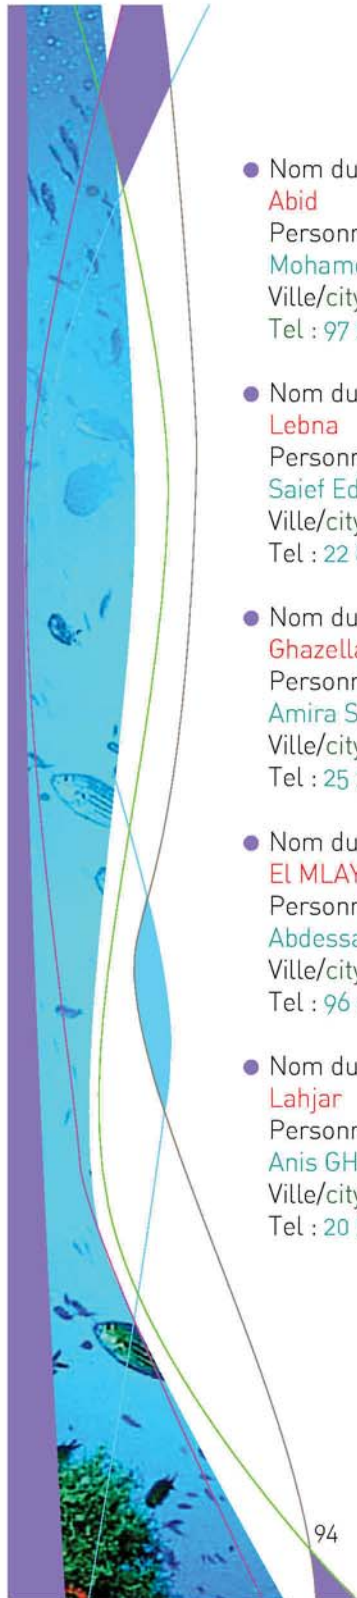 ● Nom du
Abid
Personn
Mohame
Ville/city
Tel : 97
● Nom du
Lebna
Personn
Saief Ed
Ville/city
Tel : 22
● Nom du
Ghazella
Personn
Amira S
Ville/city
Tel : 25
● Nom du
El MLAY
Personn
Abdessa
Ville/city
Tel : 96
● Nom du
Lahjar
Personn
Anis GH
Ville/city
Tel : 20
94